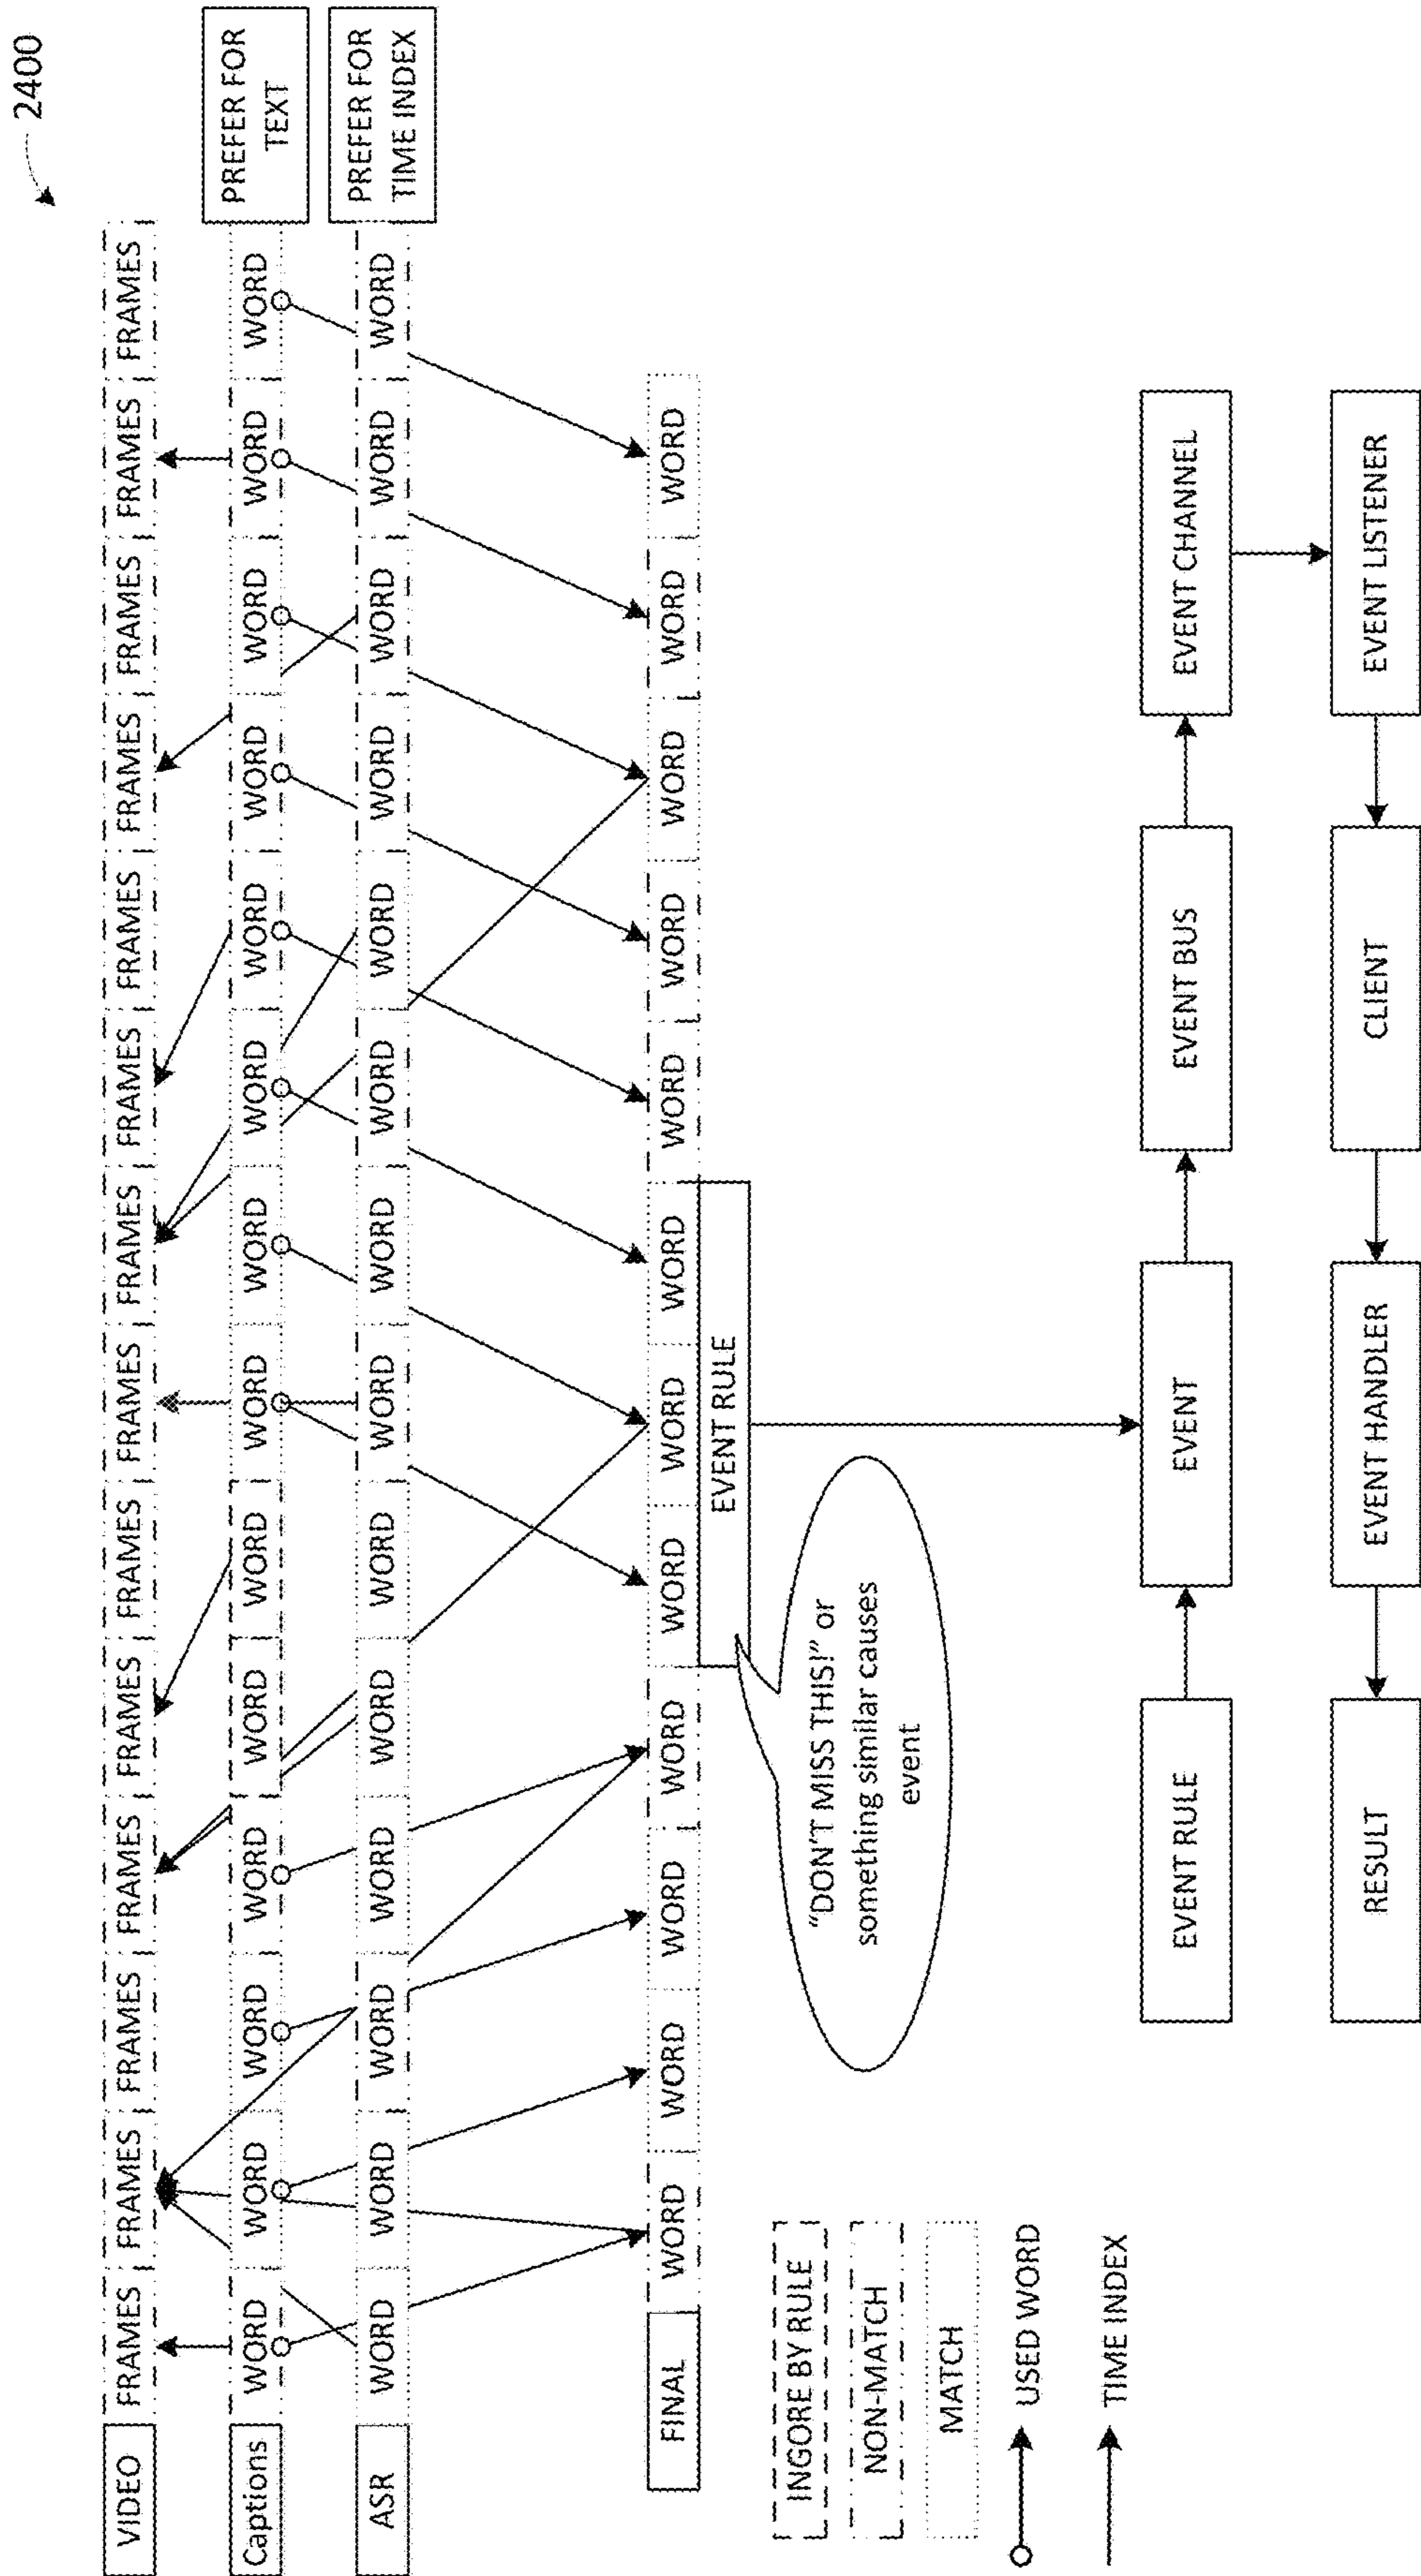 2400
VIDEO FRAMES FRAMES FRAMES FRAMES FRAMES FRAMES FRAMES FRAMES FRAMES FRAMES FRAMES FRAMES FRAMES FRAMES
Captions WORD WORD WORD WORD WORD WORD WORD WORD WORD WORD WORD WORD WORD WORD
PREFER FOR
TEXT
ASR WORD WORD WORD WORD WORD WORD WORD WORD WORD WORD WORD WORD WORD WORD
PREFER FOR
TIME INDEX
FINAL WORD WORD WORD WORD WORD WORD WORD WORD WORD WORD WORD WORD
EVENT RULE
"DON'T MISS THIS!" or
something similar causes
event
INGORE BY RULE
NON-MATCH
MATCH
USED WORD
TIME INDEX
EVENT RULE
EVENT
EVENT BUS
EVENT CHANNEL
RESULT
EVENT HANDLER
CLIENT
EVENT LISTENER